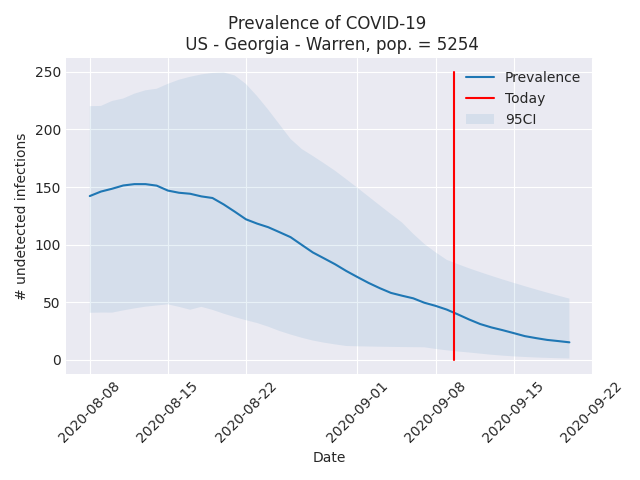 Prevalence of COVID-19
US - Georgia - Warren, pop. = 5254
Prevalence
Today
95CI
250
200
150
100
50
0
# undetected infections
2020-08-08
2020-08-15
2020-08-22
2020-09-01
2020-09-08
2020-09-15
2020-09-22
Date